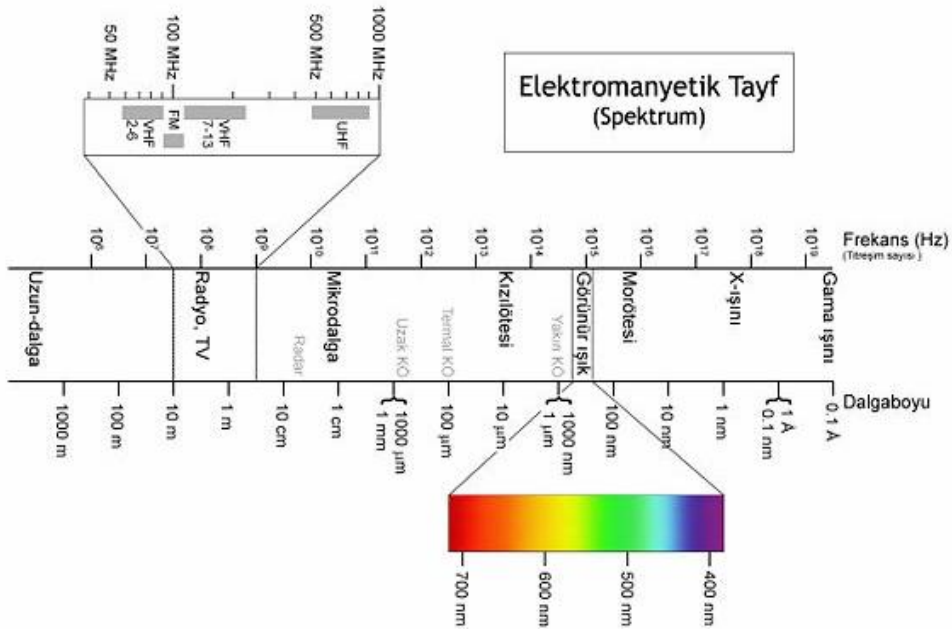 Elektromanyetik Tayf
(Spektrum)
50 MHz
100 MHz
500 MHz
1000 MHz
VHF
2-6
FM
VHF
7-13
UHF
Frekans (Hz)
(Titreşim sayısı )
10⁶
10⁷
10⁸
10⁹
10¹⁰
10¹¹
10¹²
10¹³
10¹⁴
10¹⁵
10¹⁶
10¹⁷
10¹⁸
10¹⁹
Uzun-dalga
Radyo, TV
Mikrodalga
Kızılötesi
Görünür ışık
Morötesi
X-ışını
Gama ışını
Radar
Uzak KÖ
Termal KÖ
Yakın KÖ
Dalgaboyu
1000 m
100 m
10 m
1 m
10 cm
1 cm
1000 µm
1 mm
100 µm
10 µm
1000 nm
1 µm
100 nm
10 nm
1 nm
1 Å
0.1 nm
0.1 Å
700 nm
600 nm
500 nm
400 nm